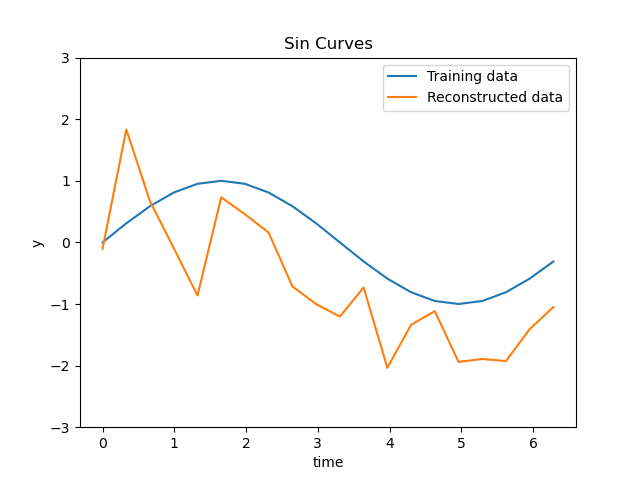 Sin Curves
Training data
Reconstructed data
3
2
1
0
−1
−2
−3
y
0 1 2 3 4 5 6
time